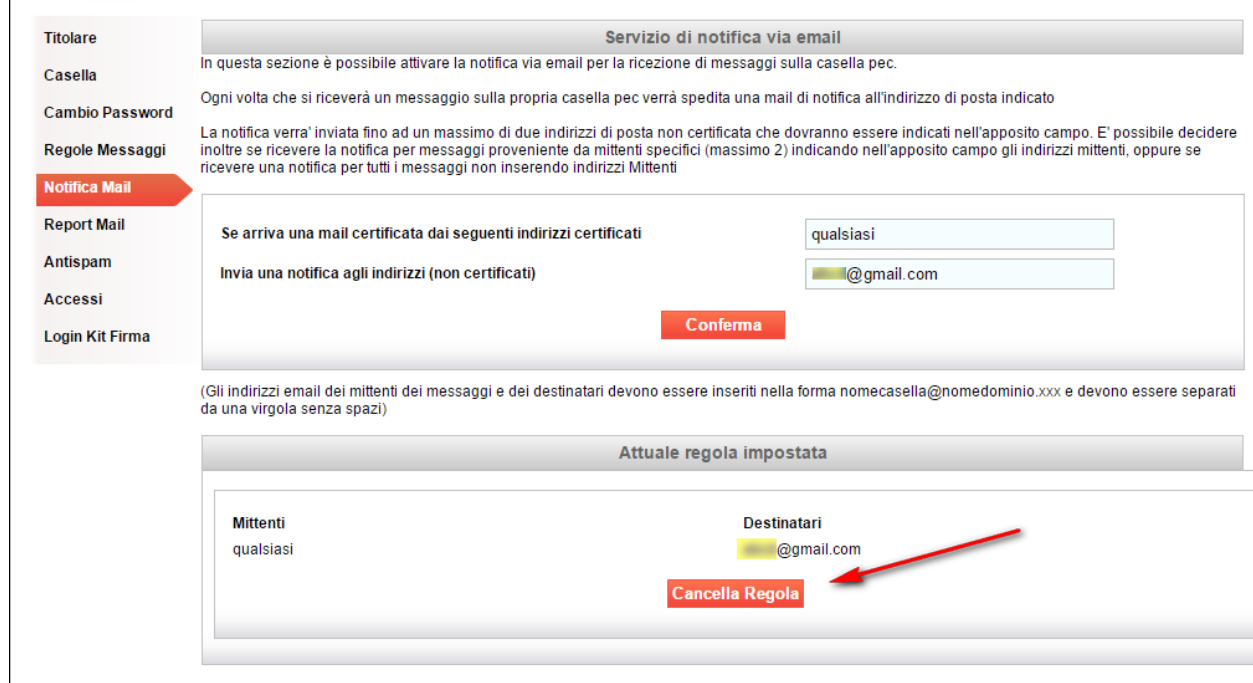 Titolare
Casella
Cambio Password
Regole Messaggi
Notifica Mail
Report Mail
Antispam
Accessi
Login Kit Firma
Servizio di notifica via email
In questa sezione è possibile attivare la notifica via email per la ricezione di messaggi sulla casella pec.
Ogni volta che si riceverà un messaggio sulla propria casella pec verrà spedita una mail di notifica all'indirizzo di posta indicato
La notifica verra' inviata fino ad un massimo di due indirizzi di posta non certificata che dovranno essere indicati nell'apposito campo. E' possibile decidere
inoltre se ricevere la notifica per messaggi proveniente da mittenti specifici (massimo 2) indicando nell'apposito campo gli indirizzi mittenti, oppure se
ricevere una notifica per tutti i messaggi non inserendo indirizzi Mittenti
Se arriva una mail certificata dai seguenti indirizzi certificati
qualsiasi
Invia una notifica agli indirizzi (non certificati)
@gmail.com
Conferma
(Gli indirizzi email dei mittenti dei messaggi e dei destinatari devono essere inseriti nella forma nomecasella@nomedominio.xxx e devono essere separati
da una virgola senza spazi)
Attuale regola impostata
Mittenti
Destinatari
qualsiasi
@gmail.com
Cancella Regola